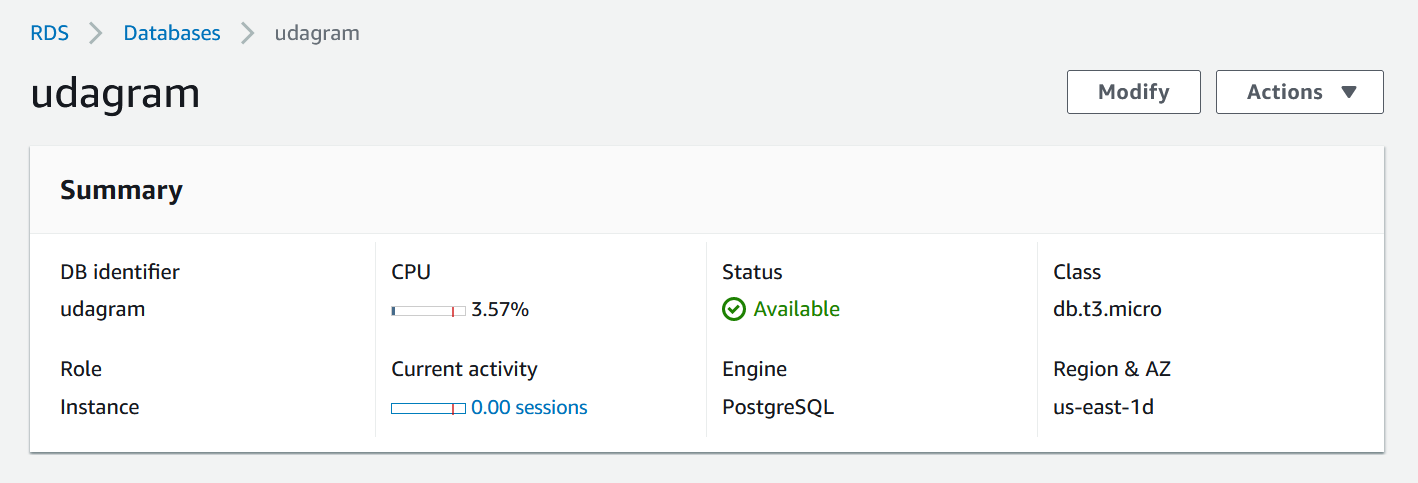 RDS > Databases > udagram
udagram
Modify
Actions
Summary
DB identifier
udagram
CPU
3.57%
Status
Available
Class
db.t3.micro
Role
Instance
Current activity
0.00 sessions
Engine
PostgreSQL
Region & AZ
us-east-1d